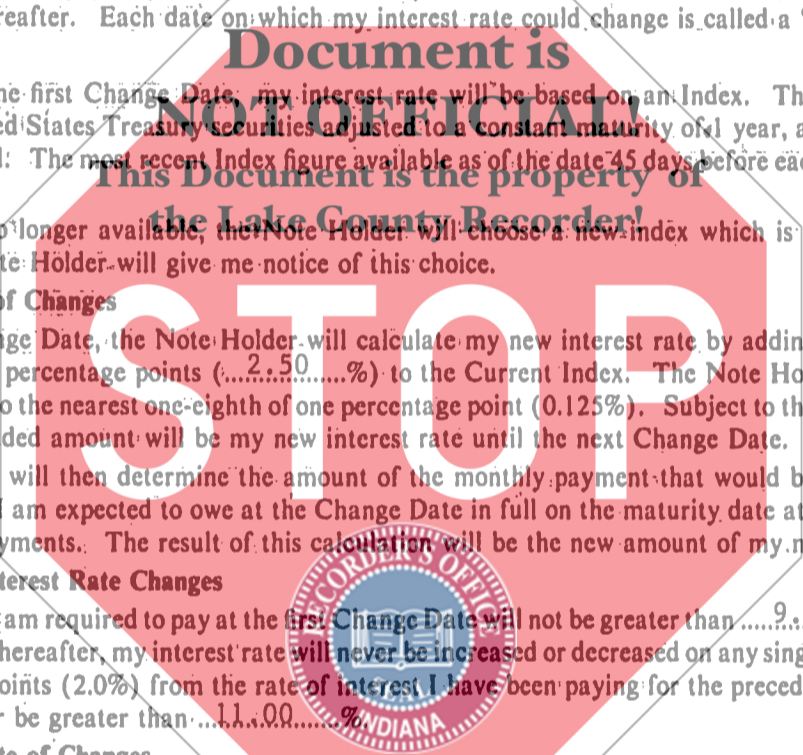 reafter. Each date on which my interest rate could change is called a
Document is
he first Change Date, my interest rate will be based on an Index. Th
NOT OFFICIAL!
ed States Treasury securities adjusted to a constant maturity of 1 year, a
: The most recent Index figure available as of the date 45 days before eac
This Document is the property of
the Lake County Recorder!
longer available, the Note Holder will choose a new index which is
te Holder will give me notice of this choice.
of Changes
STOP
ge Date, the Note Holder will calculate my new interest rate by addin
percentage points (.....2.50......%) to the Current Index. The Note Ho
o the nearest one-eighth of one percentage point (0.125%). Subject to th
ded amount will be my new interest rate until the next Change Date.
will then determine the amount of the monthly payment that would b
am expected to owe at the Change Date in full on the maturity date at
yments. The result of this calculation will be the new amount of my m
terest Rate Changes
am required to pay at the first Change Date will not be greater than .....9.
hereafter, my interest rate will never be increased or decreased on any sing
oints (2.0%) from the rate of interest I have been paying for the preced
r be greater than ...11.00.......%.
RECORDER'S OFFICE
INDIANA
te of Changes